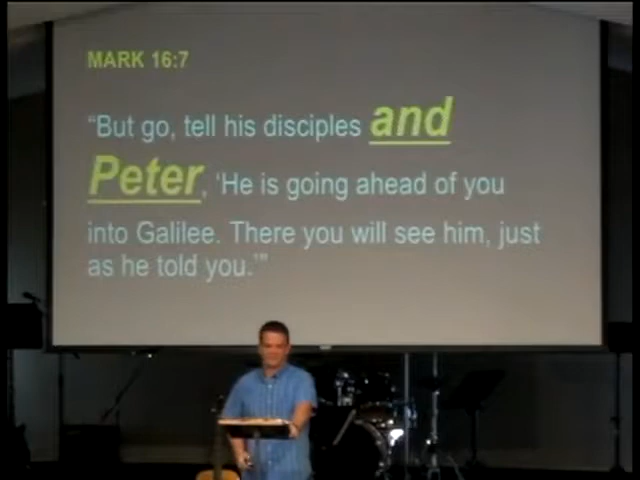 MARK 16:7
“But go, tell his disciples and
Peter, ‘He is going ahead of you
into Galilee. There you will see him, just
as he told you.’”